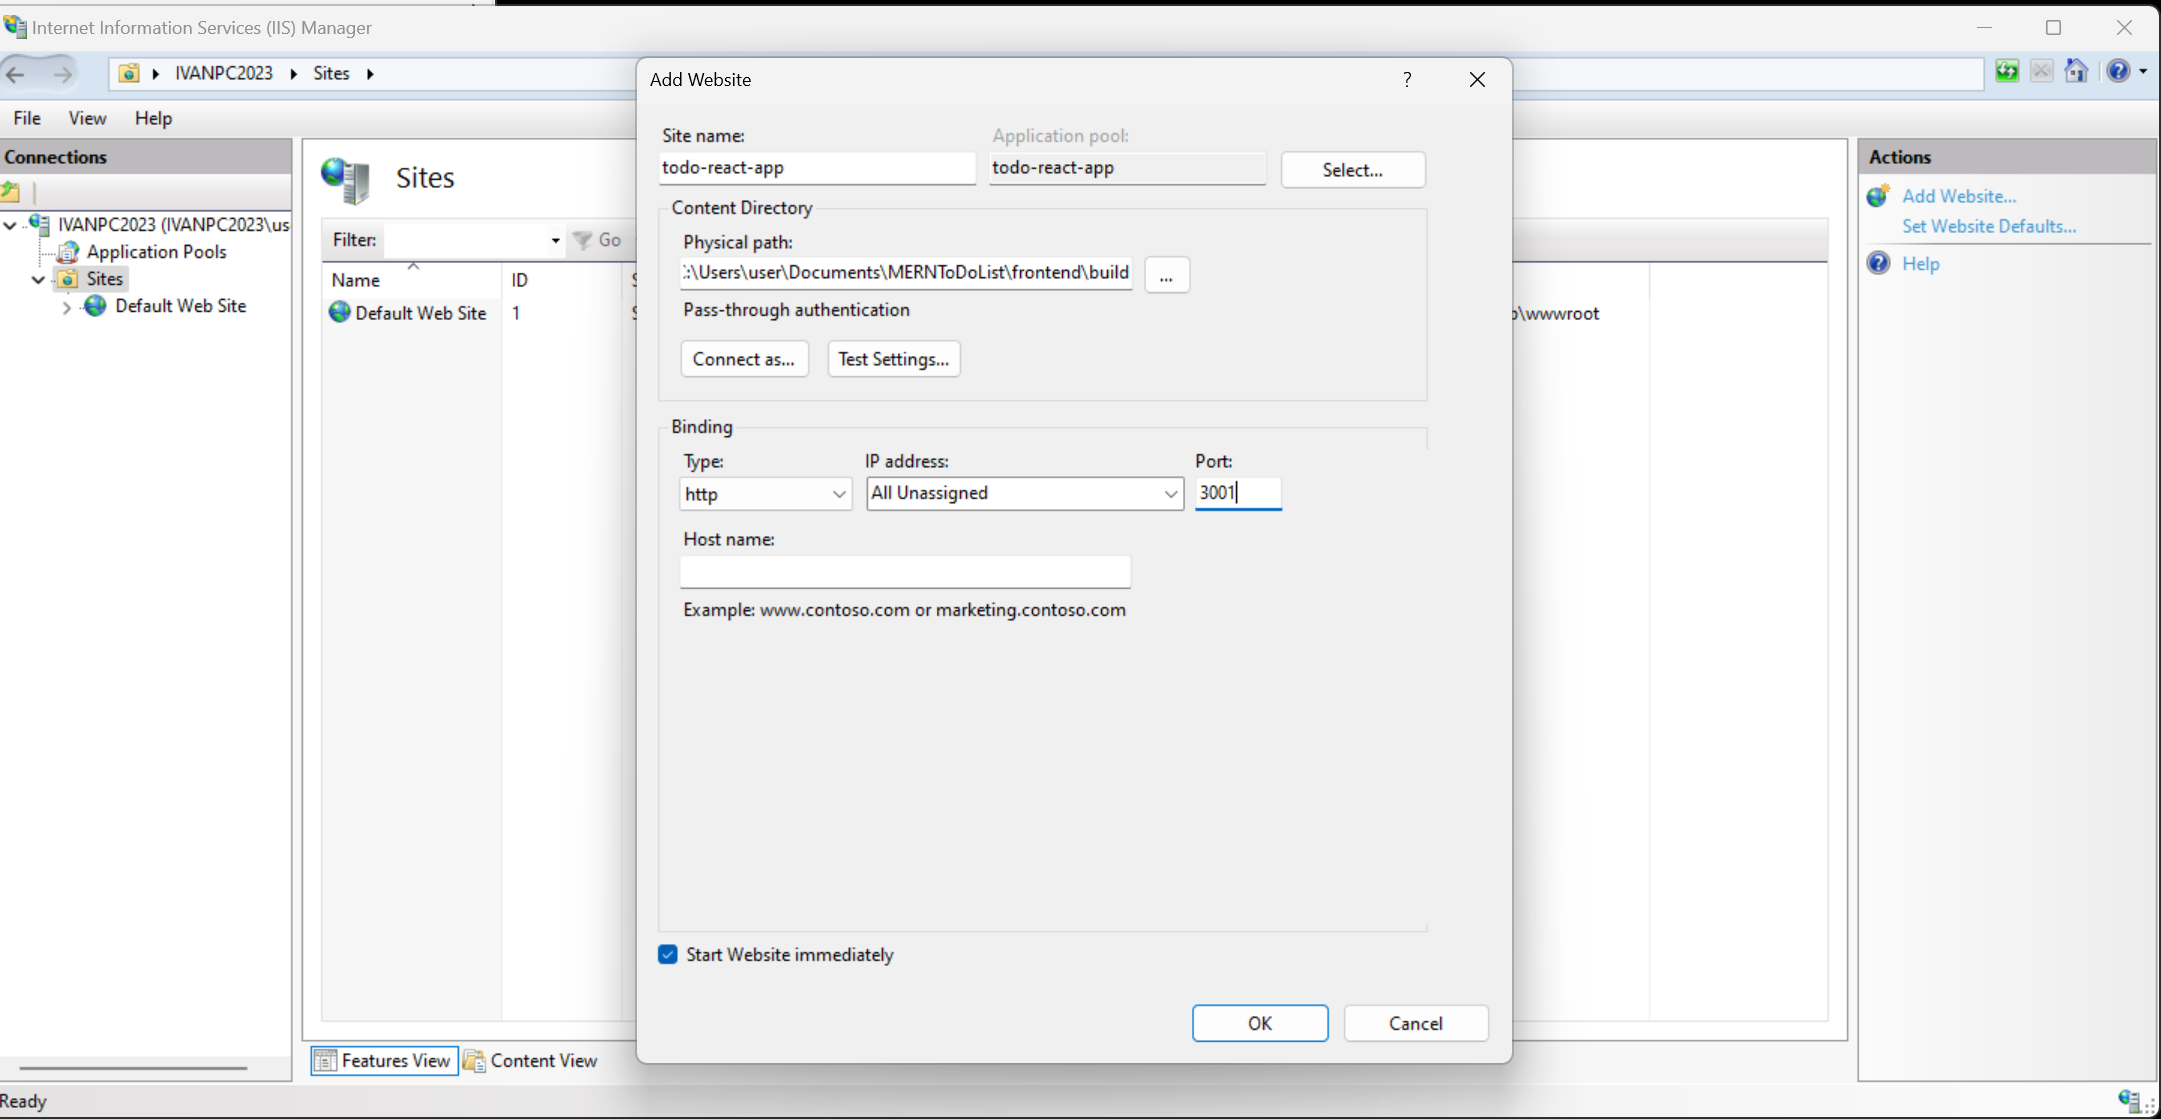 Internet Information Services (IIS) Manager
IVANPC2023 Sites
File View Help
Connections
IVANPC2023 (IVANPC2023\us
Application Pools
Sites
Default Web Site
Sites
Filter: Go
Name ID S
Default Web Site 1 S
\wwwroot
Features View Content View
Ready
Add Website ?
Site name: Application pool:
todo-react-app todo-react-app Select...
Content Directory
Physical path:
:\Users\user\Documents\MERNToDoList\frontend\build ...
Pass-through authentication
Connect as... Test Settings...
Binding
Type: IP address: Port:
http All Unassigned 3001
Host name:
Example: www.contoso.com or marketing.contoso.com
Start Website immediately
OK Cancel
Actions
Add Website...
Set Website Defaults...
Help